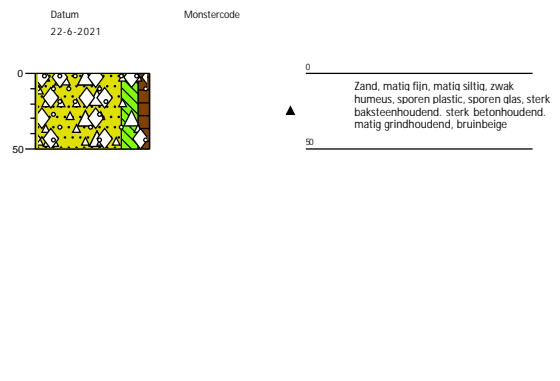 Datum Monstercode
22-6-2021
0 0
Zand, matig fijn, matig siltig, zwak
humeus, sporen plastic, sporen glas, sterk
baksteenhoudend. sterk betonhoudend.
matig grindhoudend, bruinbeige
50 50